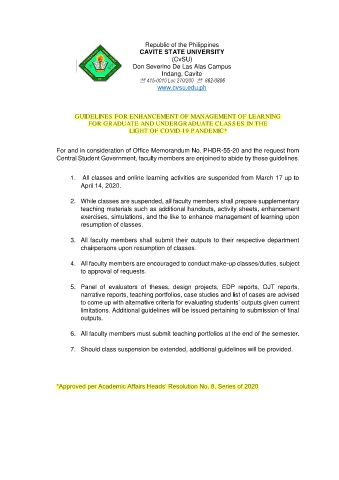 Republic of the Philippines
CAVITE STATE UNIVERSITY
(CvSU)
Don Severino De Las Alas Campus
Indang, Cavite
☏ 415-0010 Loc 270/200 ☏ 862-0806
www.cvsu.edu.ph
GUIDELINES FOR ENHANCEMENT OF MANAGEMENT OF LEARNING
FOR GRADUATE AND UNDERGRADUATE CLASSES IN THE
LIGHT OF COVID-19 PANDEMIC*
For and in consideration of Office Memorandum No. PHDR-55-20 and the request from
Central Student Government, faculty members are enjoined to abide by these guidelines.
1. All classes and online learning activities are suspended from March 17 up to
April 14, 2020.
2. While classes are suspended, all faculty members shall prepare supplementary
teaching materials such as additional handouts, activity sheets, enhancement
exercises, simulations, and the like to enhance management of learning upon
resumption of classes.
3. All faculty members shall submit their outputs to their respective department
chairpersons upon resumption of classes.
4. All faculty members are encouraged to conduct make-up classes/duties, subject
to approval of requests.
5. Panel of evaluators of theses, design projects, EDP reports, OJT reports,
narrative reports, teaching portfolios, case studies and list of cases are advised
to come up with alternative criteria for evaluating students' outputs given current
limitations. Additional guidelines will be issued pertaining to submission of final
outputs.
6. All faculty members must submit teaching portfolios at the end of the semester.
7. Should class suspension be extended, additional guidelines will be provided.
*Approved per Academic Affairs Heads' Resolution No. 8, Series of 2020